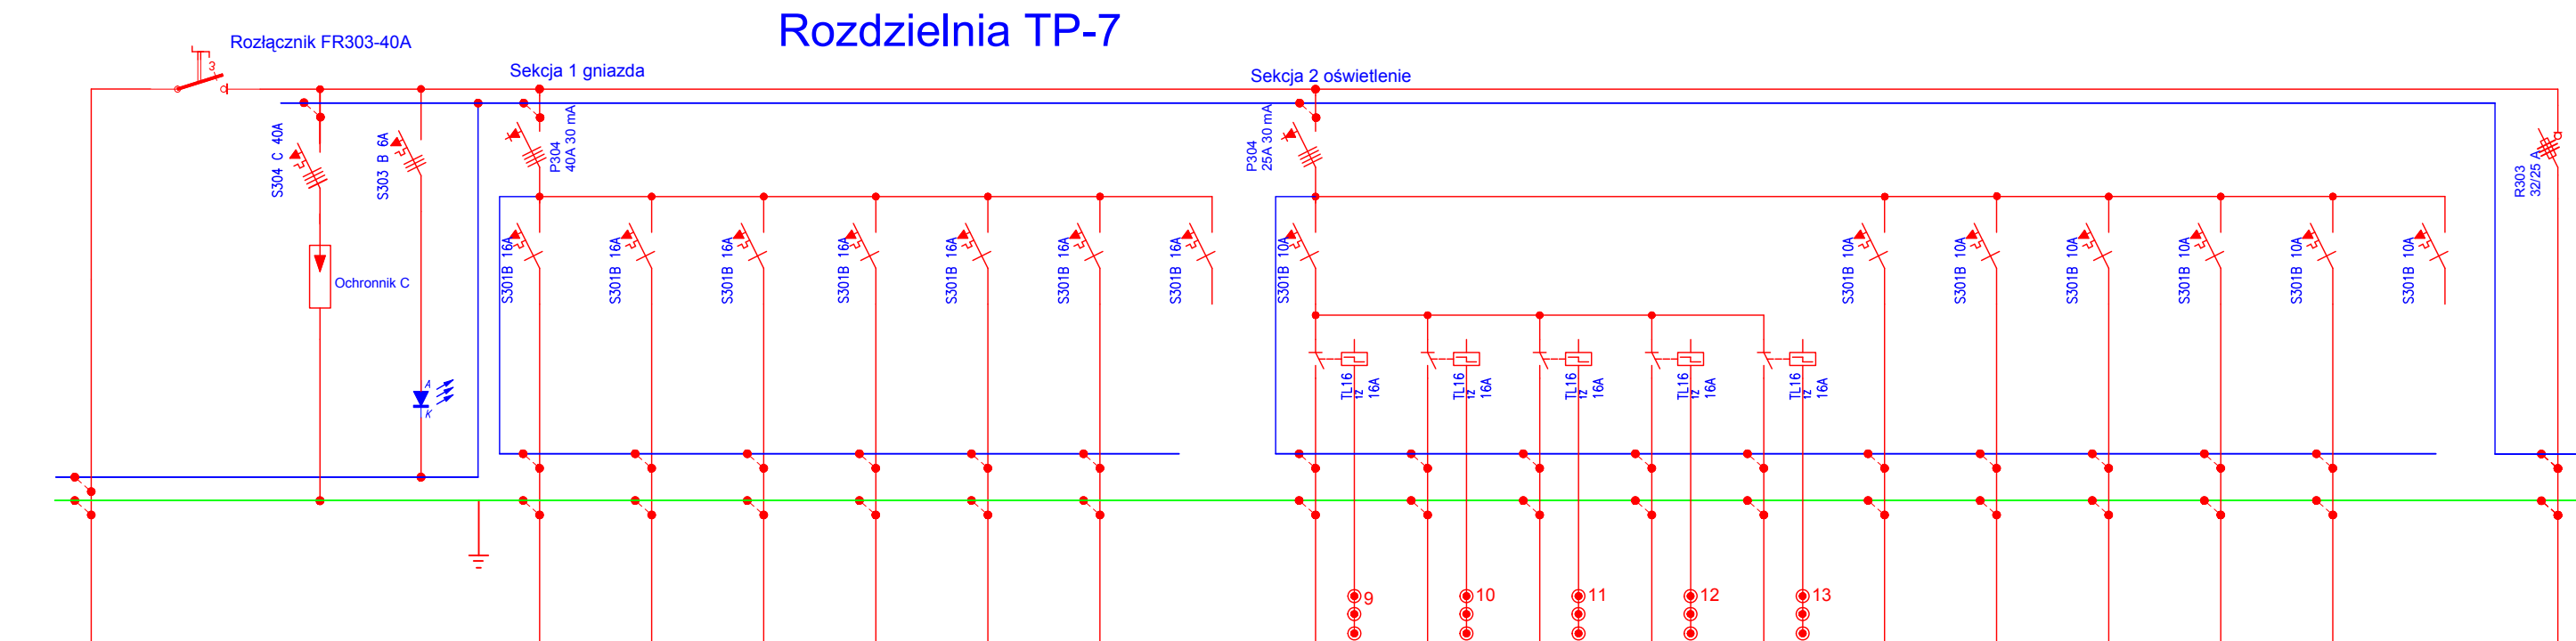 Rozdzielnia TP-7
Rozłącznik FR303-40A
3
Sekcja 1 gniazda
Sekcja 2 oświetlenie
S304 C 40A
S303 B 6A
P304
40A 30 mA
P304
25A 30 mA
R303
32/25 A
S301B 16A
S301B 16A
S301B 16A
S301B 16A
S301B 16A
S301B 16A
S301B 16A
S301B 10A
S301B 10A
S301B 10A
S301B 10A
S301B 10A
S301B 10A
S301B 10A
Ochronnik C
A
K
TL16
1Z
16A
TL16
1Z
16A
TL16
1Z
16A
TL16
1Z
16A
TL16
1Z
16A
9
10
11
12
13